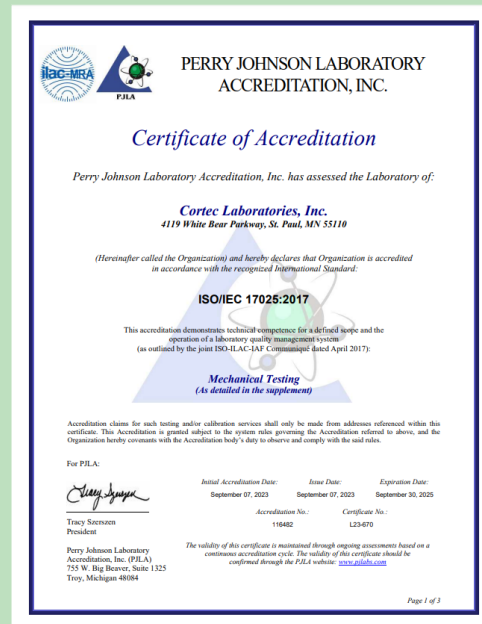 ilac-MRA
PJLA
PERRY JOHNSON LABORATORY
ACCREDITATION, INC.
Certificate of Accreditation
Perry Johnson Laboratory Accreditation, Inc. has assessed the Laboratory of:
Cortec Laboratories, Inc.
4119 White Bear Parkway, St. Paul, MN 55110
(Hereinafter called the Organization) and hereby declares that Organization is accredited
in accordance with the recognized International Standard:
ISO/IEC 17025:2017
This accreditation demonstrates technical competence for a defined scope and the
operation of a laboratory quality management system
(as outlined by the joint ISO-ILAC-IAF Communiqué dated April 2017):
Mechanical Testing
(As detailed in the supplement)
Accreditation claims for such testing and/or calibration services shall only be made from addresses referenced within this
certificate. This Accreditation is granted subject to the system rules governing the Accreditation referred to above, and the
Organization hereby covenants with the Accreditation body's duty to observe and comply with the said rules.
For PJLA:
Tracy Szerszen
Initial Accreditation Date: Issue Date: Expiration Date:
September 07, 2023 September 07, 2023 September 30, 2025
Accreditation No.: Certificate No.:
116482 L23-670
Tracy Szerszen
President
Perry Johnson Laboratory
Accreditation, Inc. (PJLA)
755 W. Big Beaver, Suite 1325
Troy, Michigan 48084
The validity of this certificate is maintained through ongoing assessments based on a
continuous accreditation cycle. The validity of this certificate should be
confirmed through the PJLA website: www.pjlabs.com
Page 1 of 3